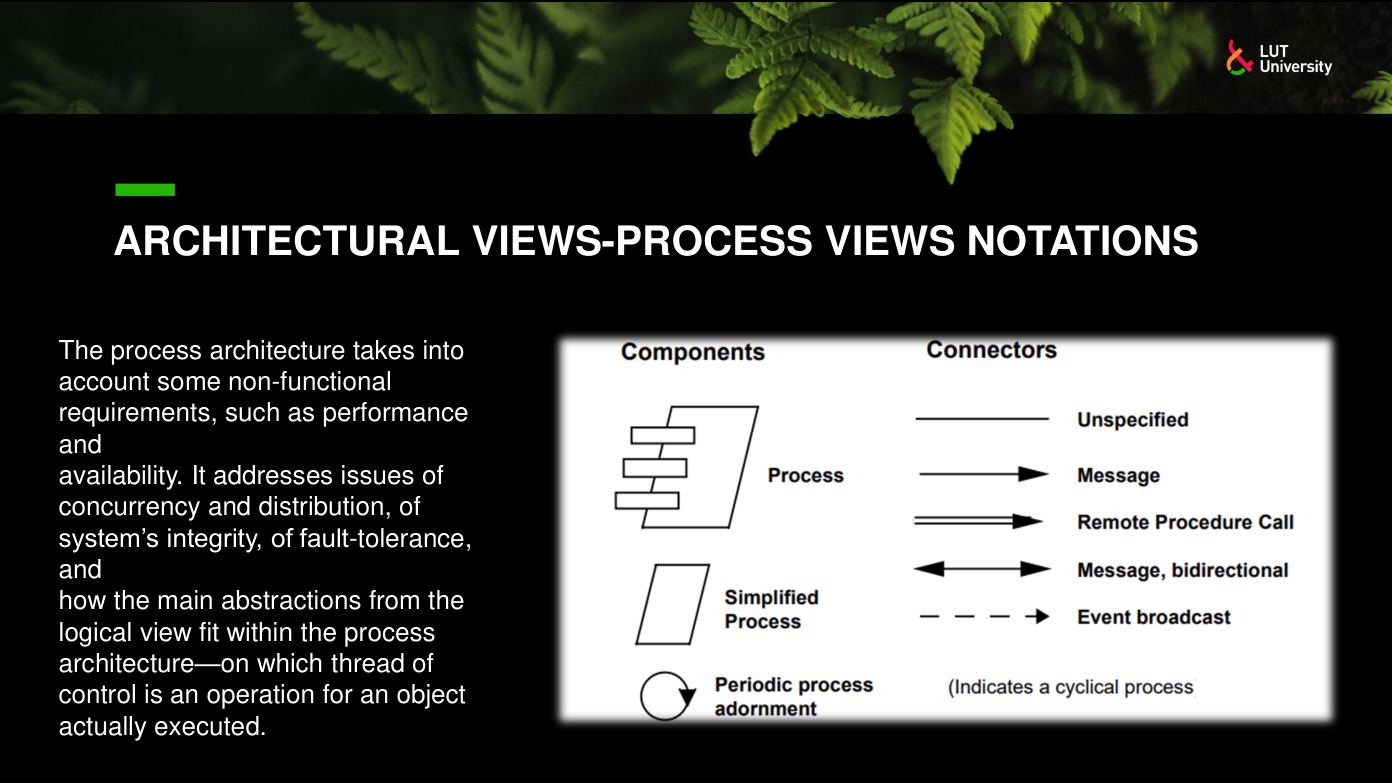 LUT
University
ARCHITECTURAL VIEWS-PROCESS VIEWS NOTATIONS
The process architecture takes into
account some non-functional
requirements, such as performance
and
availability. It addresses issues of
concurrency and distribution, of
system’s integrity, of fault-tolerance,
and
how the main abstractions from the
logical view fit within the process
architecture—on which thread of
control is an operation for an object
actually executed.
Components
Process
Simplified
Process
Periodic process
adornment
Connectors
Unspecified
Message
Remote Procedure Call
Message, bidirectional
Event broadcast
(Indicates a cyclical process